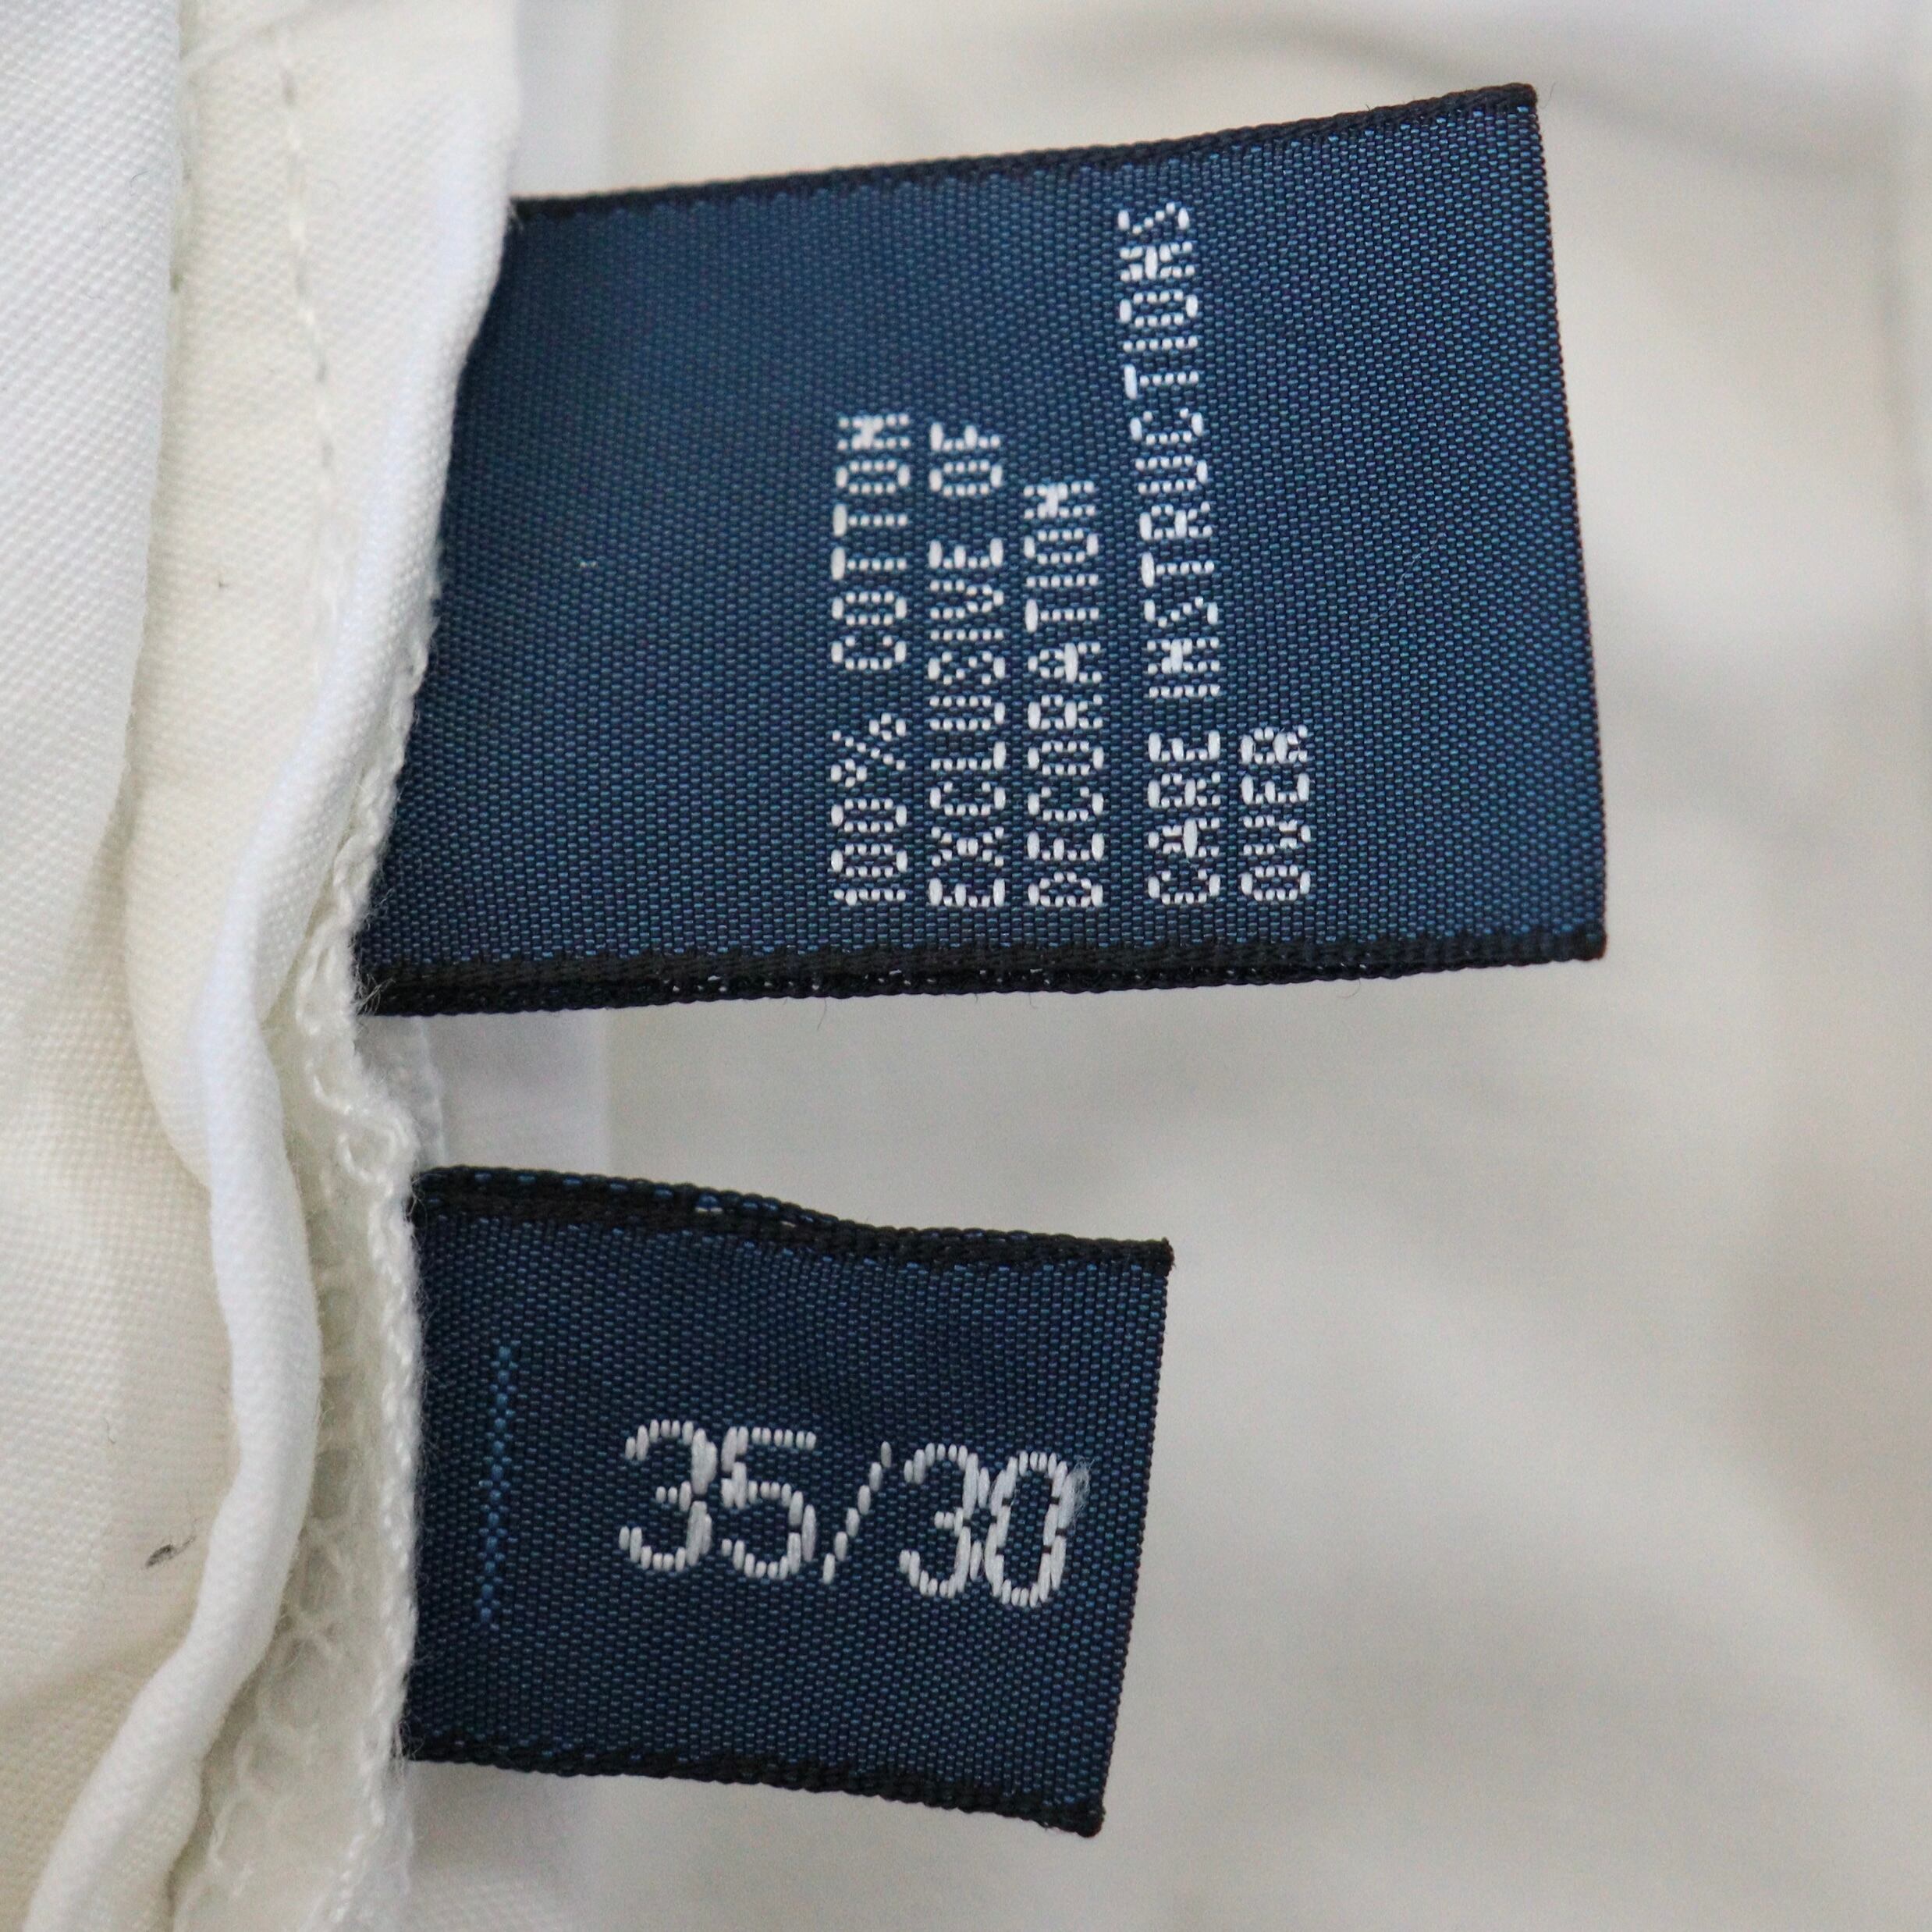 100% COTTON
EXCLUSIVE OF
DECORATION
CARE INSTRUCTIONS
OVER
35/30